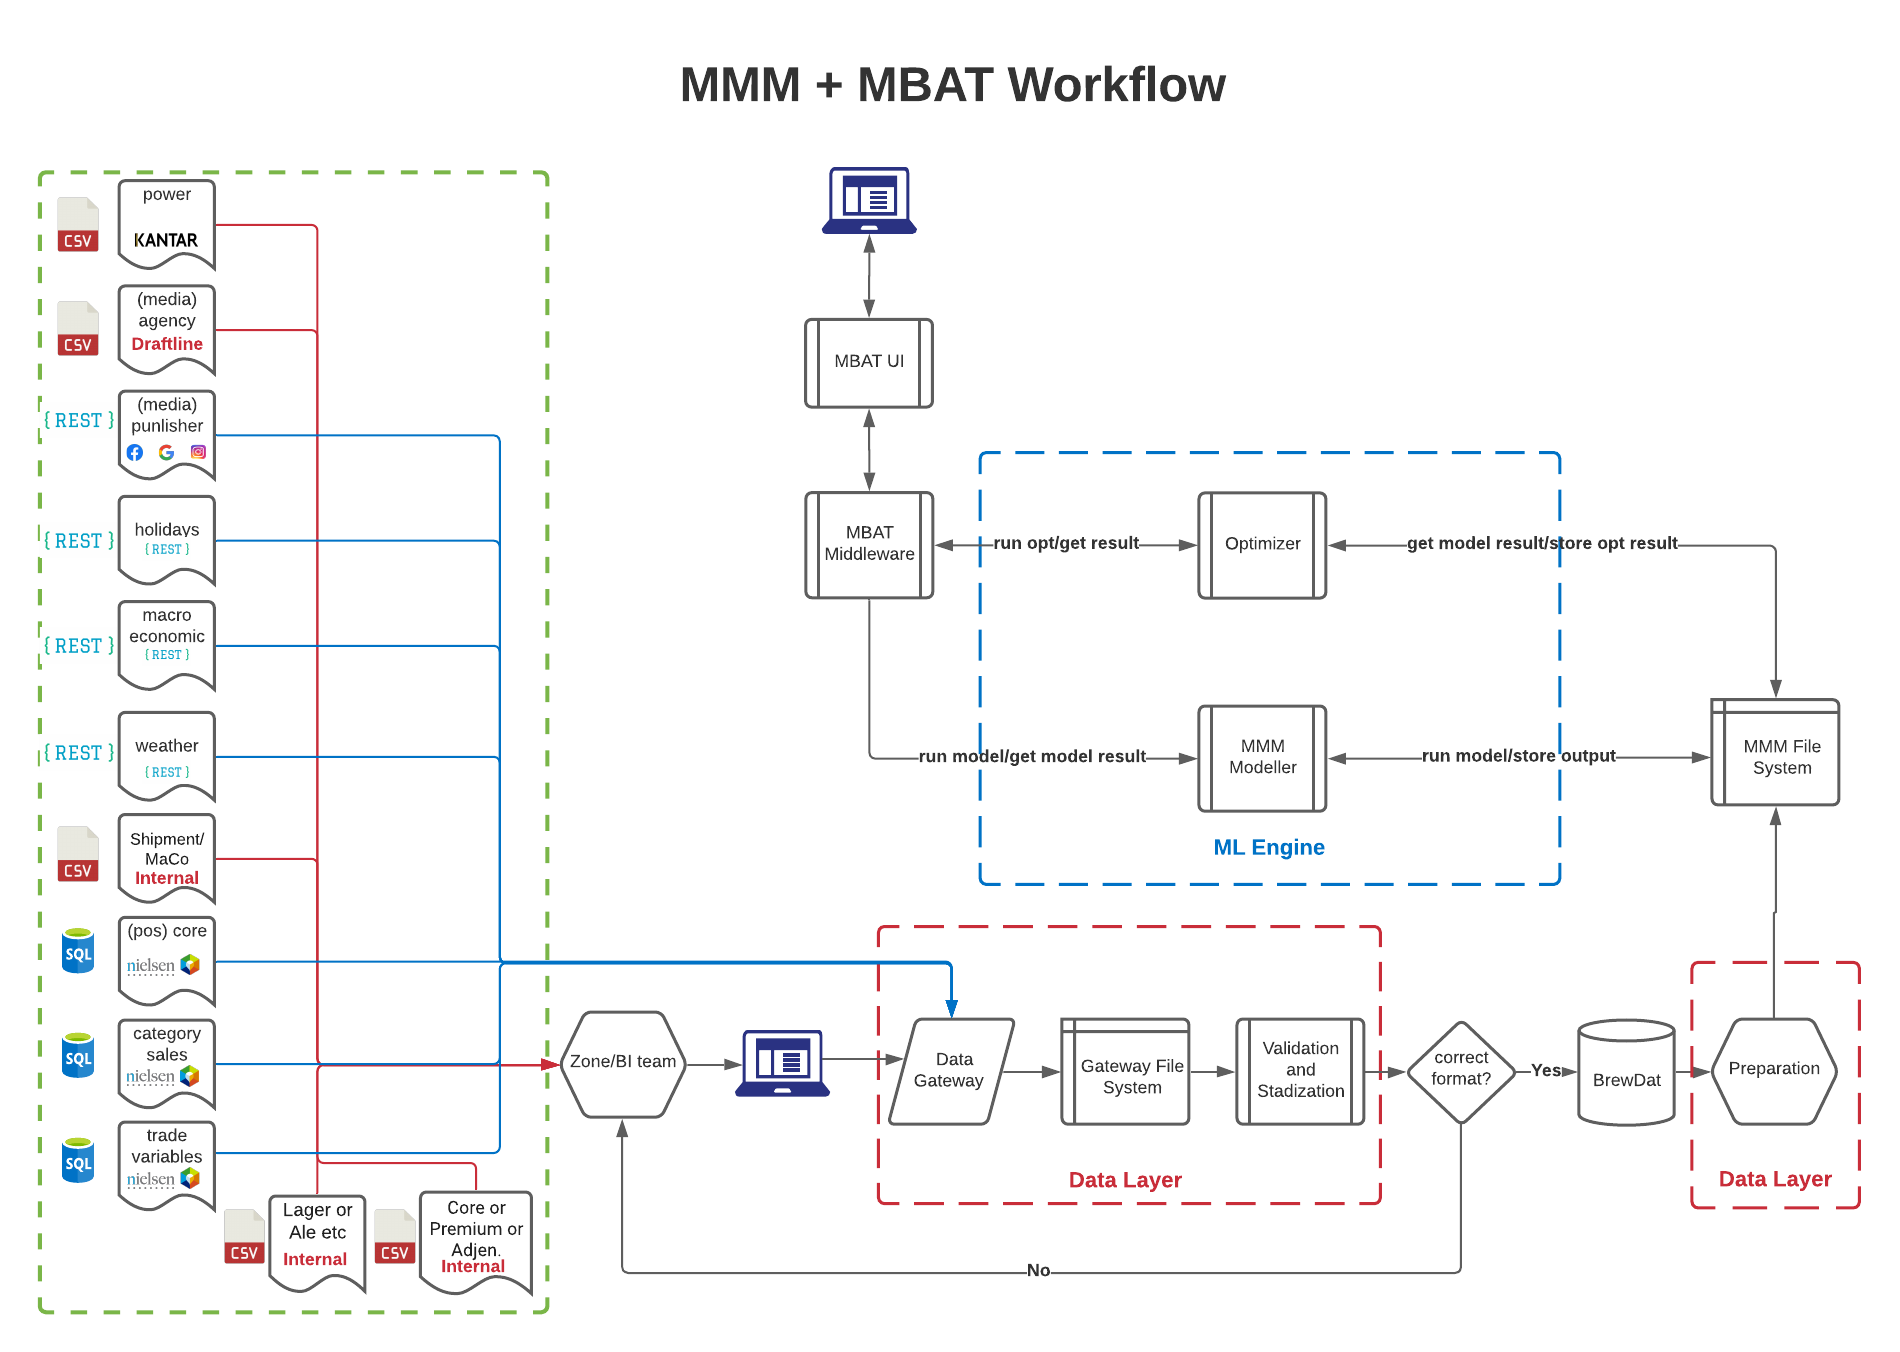 MMM + MBAT Workflow
CSV
power
KANTAR
CSV
(media)
agency
Draftline
{ REST }
(media)
punlisher
{ REST }
holidays
{ REST }
{ REST }
macro
economic
{ REST }
{ REST }
weather
{ REST }
CSV
Shipment/
MaCo
Internal
SQL
(pos) core
nielsen
SQL
category
sales
nielsen
SQL
trade
variables
nielsen
CSV
Lager or
Ale etc
Internal
CSV
Core or
Premium or
Adjen.
Internal
Zone/BI team
MBAT UI
MBAT
Middleware
run opt/get result
Optimizer
get model result/store opt result
run model/get model result
MMM
Modeller
run model/store output
MMM File
System
ML Engine
Data
Gateway
Gateway File
System
Validation
and
Stadization
Data Layer
correct
format?
Yes
No
BrewDat
Preparation
Data Layer